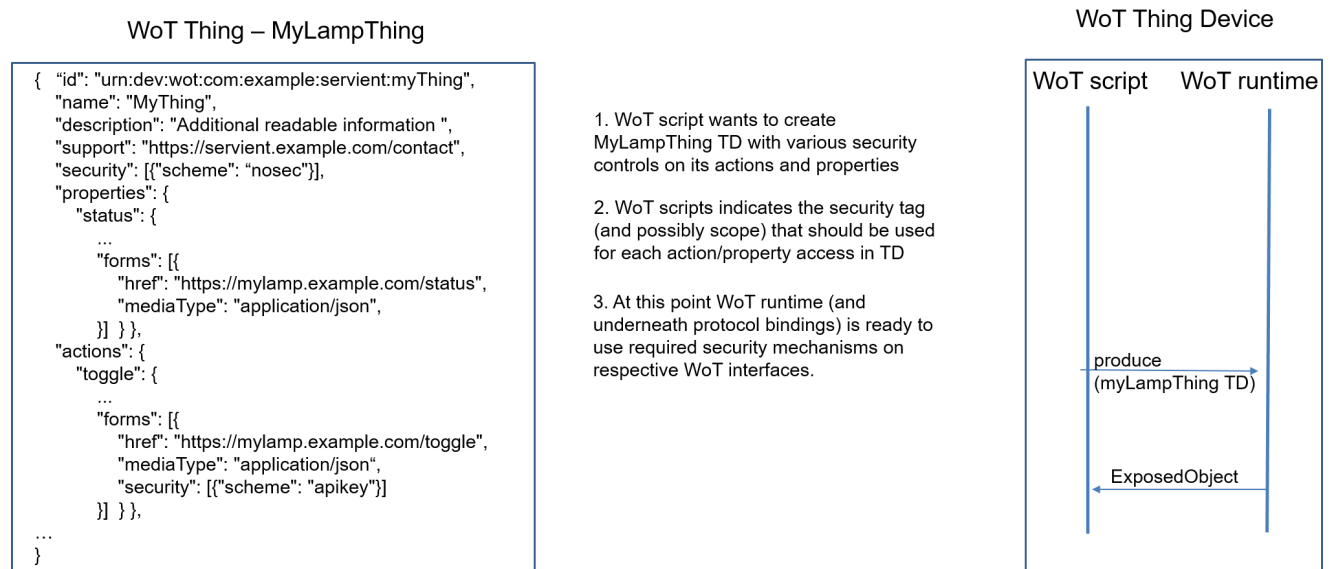 WoT Thing – MyLampThing
{ “id": "urn:dev:wot:com:example:servient:myThing",
"name": "MyThing",
"description": "Additional readable information ",
"support": "https://servient.example.com/contact",
"security": [{"scheme": “nosec"}],
"properties": {
"status": {
...
"forms": [{
"href": "https://mylamp.example.com/status",
"mediaType": "application/json",
}] } },
"actions": {
"toggle": {
...
"forms": [{
"href": "https://mylamp.example.com/toggle",
"mediaType": "application/json“,
"security": [{"scheme": "apikey"}]
}] } },
...
}
1. WoT script wants to create
MyLampThing TD with various security
controls on its actions and properties
2. WoT scripts indicates the security tag
(and possibly scope) that should be used
for each action/property access in TD
3. At this point WoT runtime (and
underneath protocol bindings) is ready to
use required security mechanisms on
respective WoT interfaces.
WoT Thing Device
WoT script WoT runtime
produce
(myLampThing TD)
ExposedObject